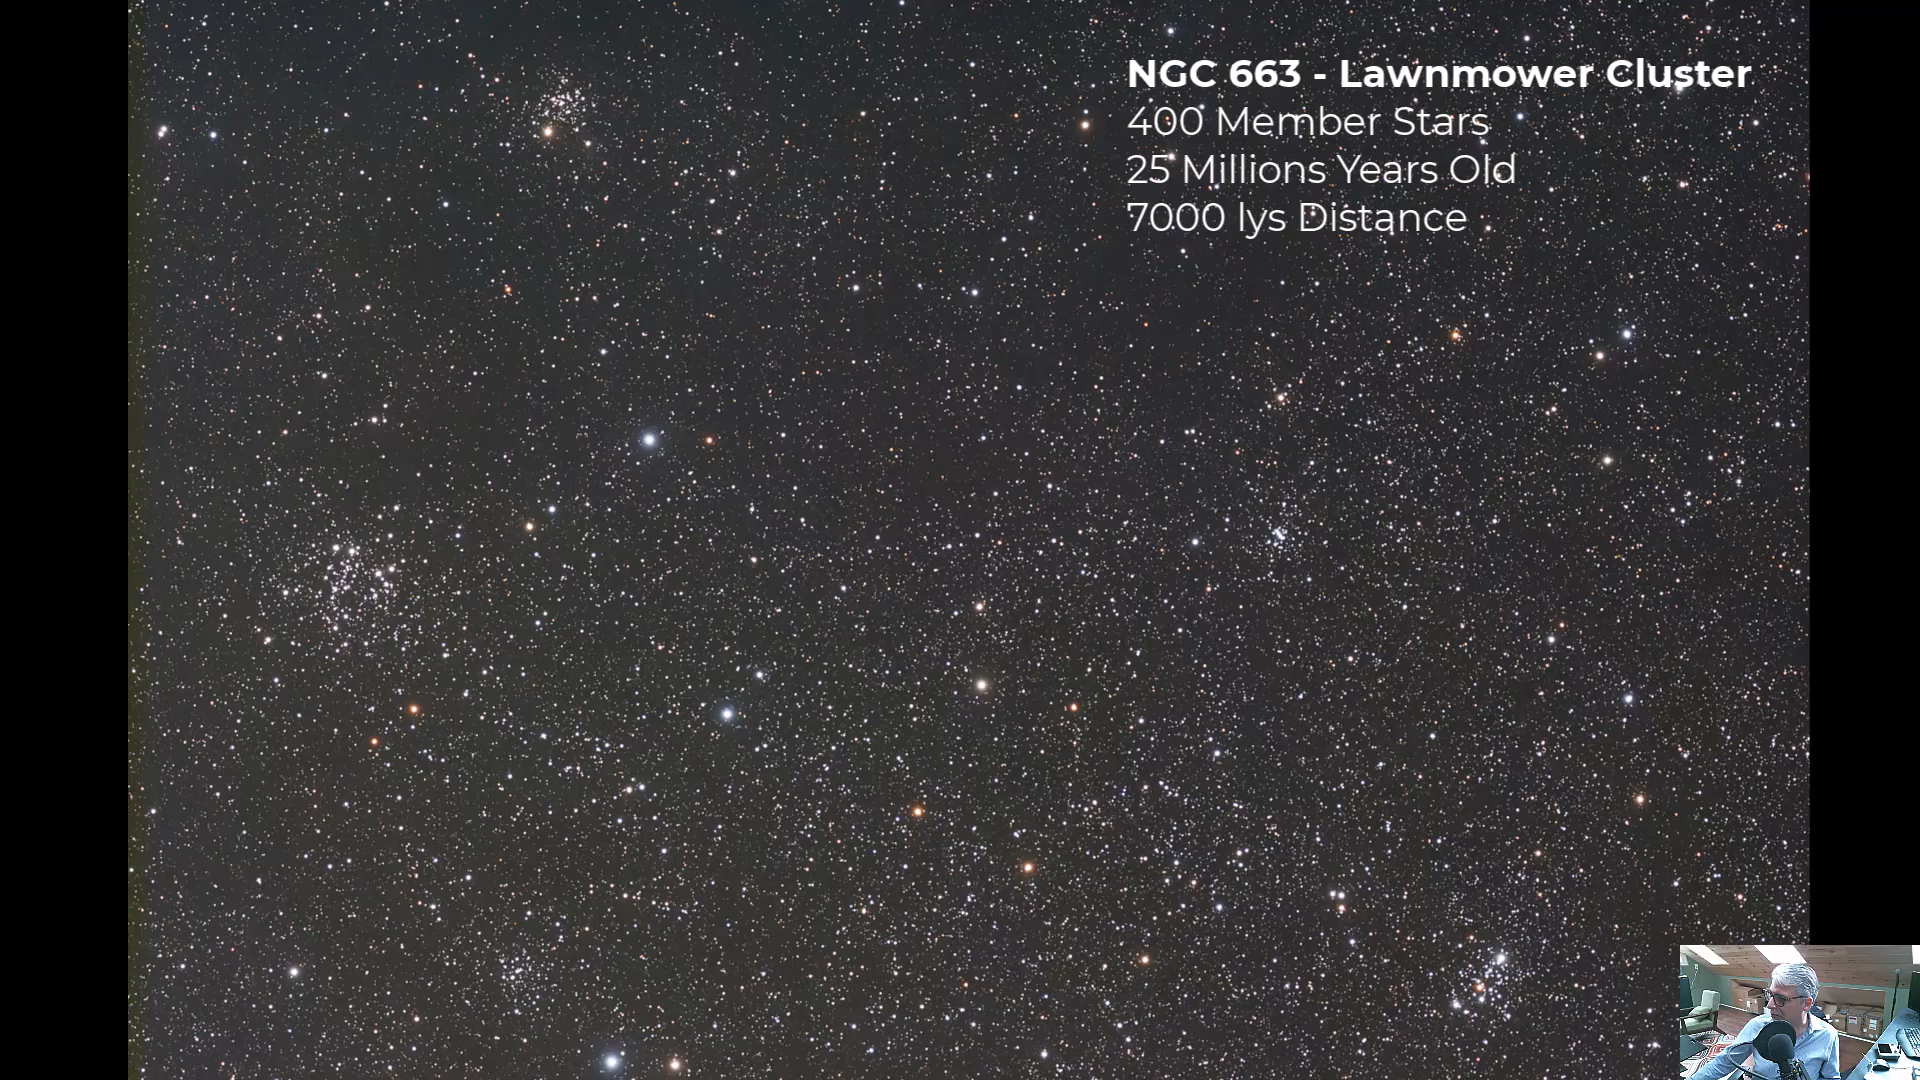 NGC 663 - Lawnmower Cluster
400 Member Stars
25 Millions Years Old
7000 lys Distance